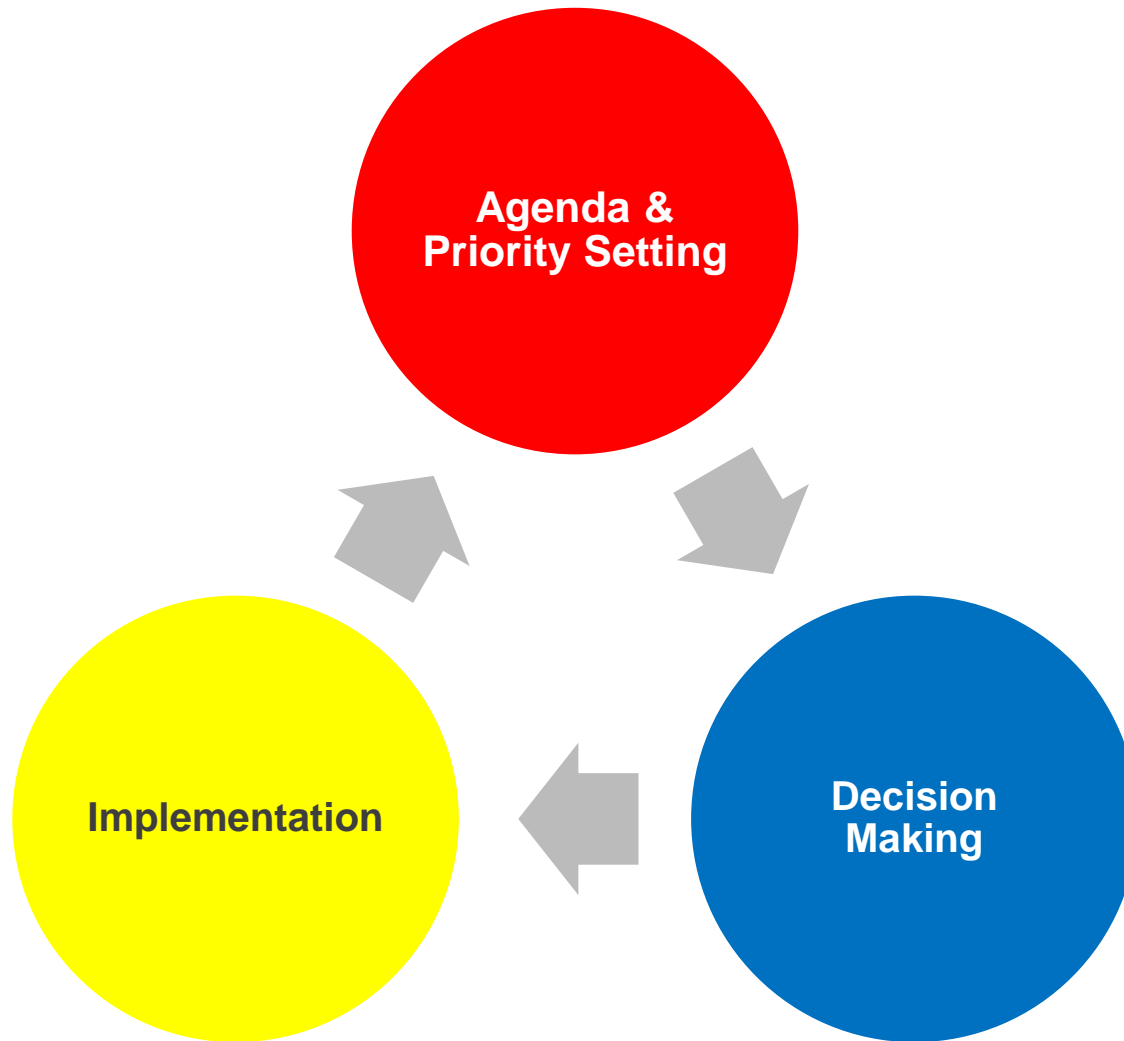 Agenda &
Priority Setting
Decision
Making
Implementation